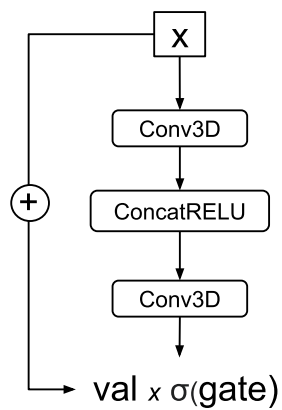 x
Conv3D
ConcatRELU
+
Conv3D
val x σ(gate)